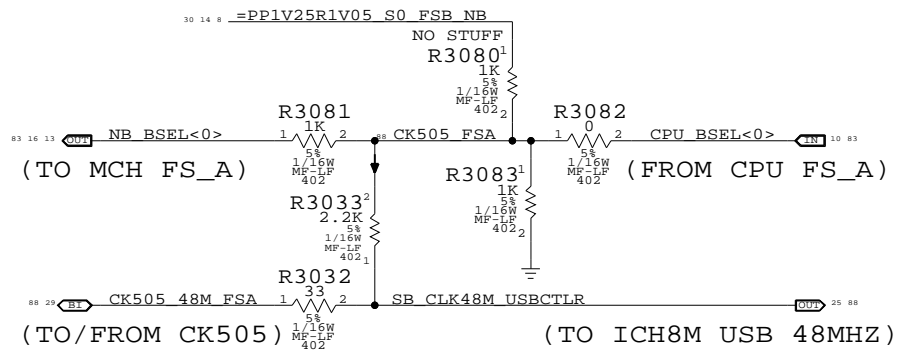 30 14 8 =PP1V25R1V05_S0_FSB_NB
NO STUFF
R3080 1
1K
5%
1/16W
MF-LF
402 2
R3081
1K
1 2
5%
1/16W
MF-LF
402
R3082
0
1 2
5%
1/16W
MF-LF
402
83 16 13 OUT NB_BSEL<0>
88 CK505_FSA
CPU_BSEL<0> IN 10 83
(TO MCH FS_A)
(FROM CPU FS_A)
R3083 1
1K
5%
1/16W
MF-LF
402 2
R3033 2
2.2K
5%
1/16W
MF-LF
402 1
R3032
33
1 2
5%
1/16W
MF-LF
402
88 29 BI CK505_48M_FSA
SB_CLK48M_USBCTLR OUT 25 88
(TO/FROM CK505)
(TO ICH8M USB 48MHZ)